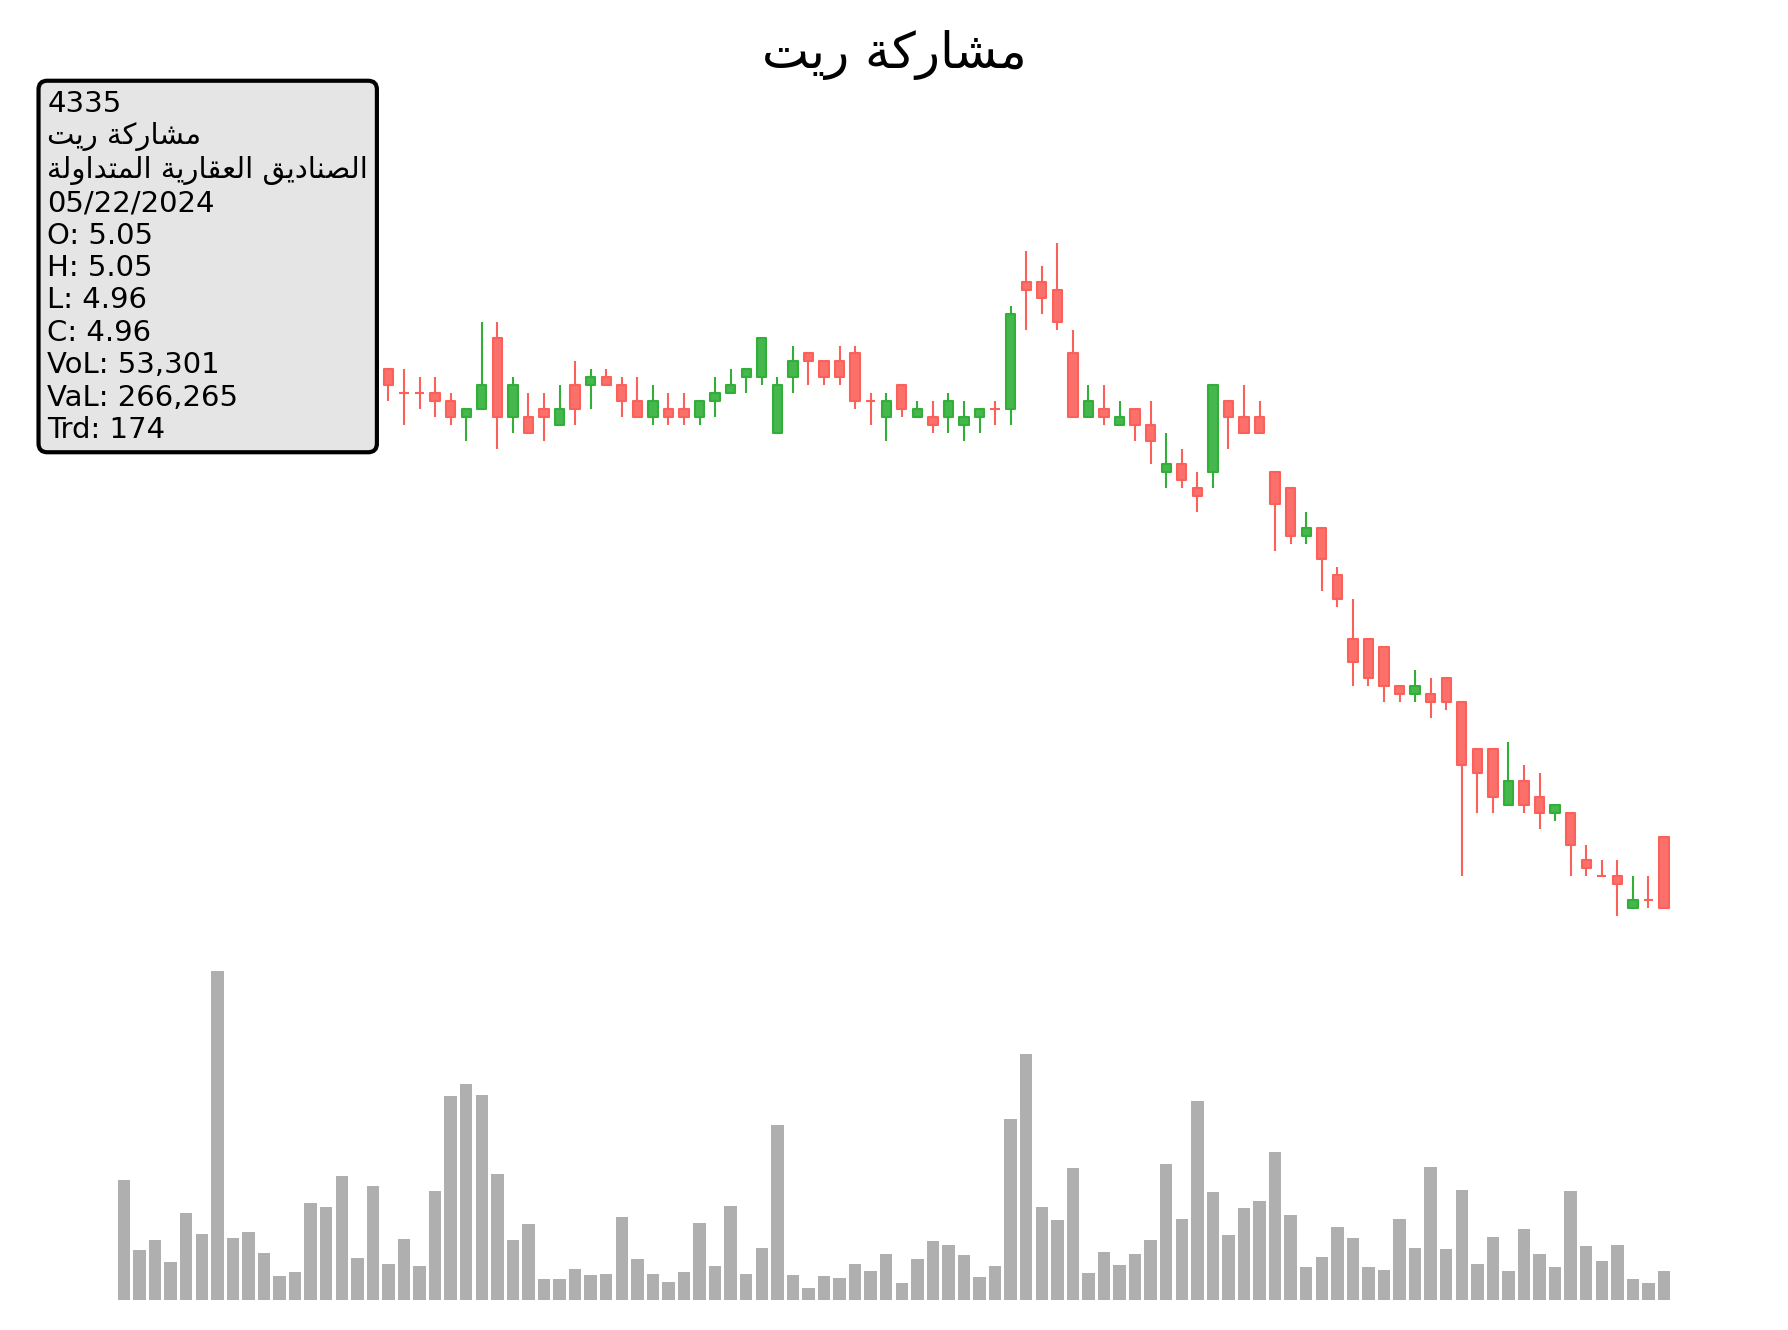 مشاركة ريت
4335
مشاركة ريت
الصناديق العقارية المتداولة
05/22/2024
O: 5.05
H: 5.05
L: 4.96
C: 4.96
VoL: 53,301
VaL: 266,265
Trd: 174